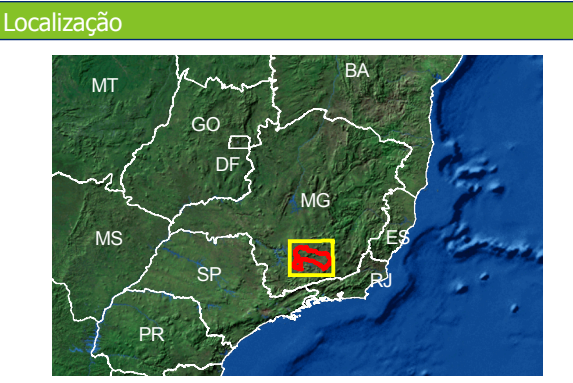 Localização
BA
MT
GO
DF
MG
MS
ES
SP
RJ
PR